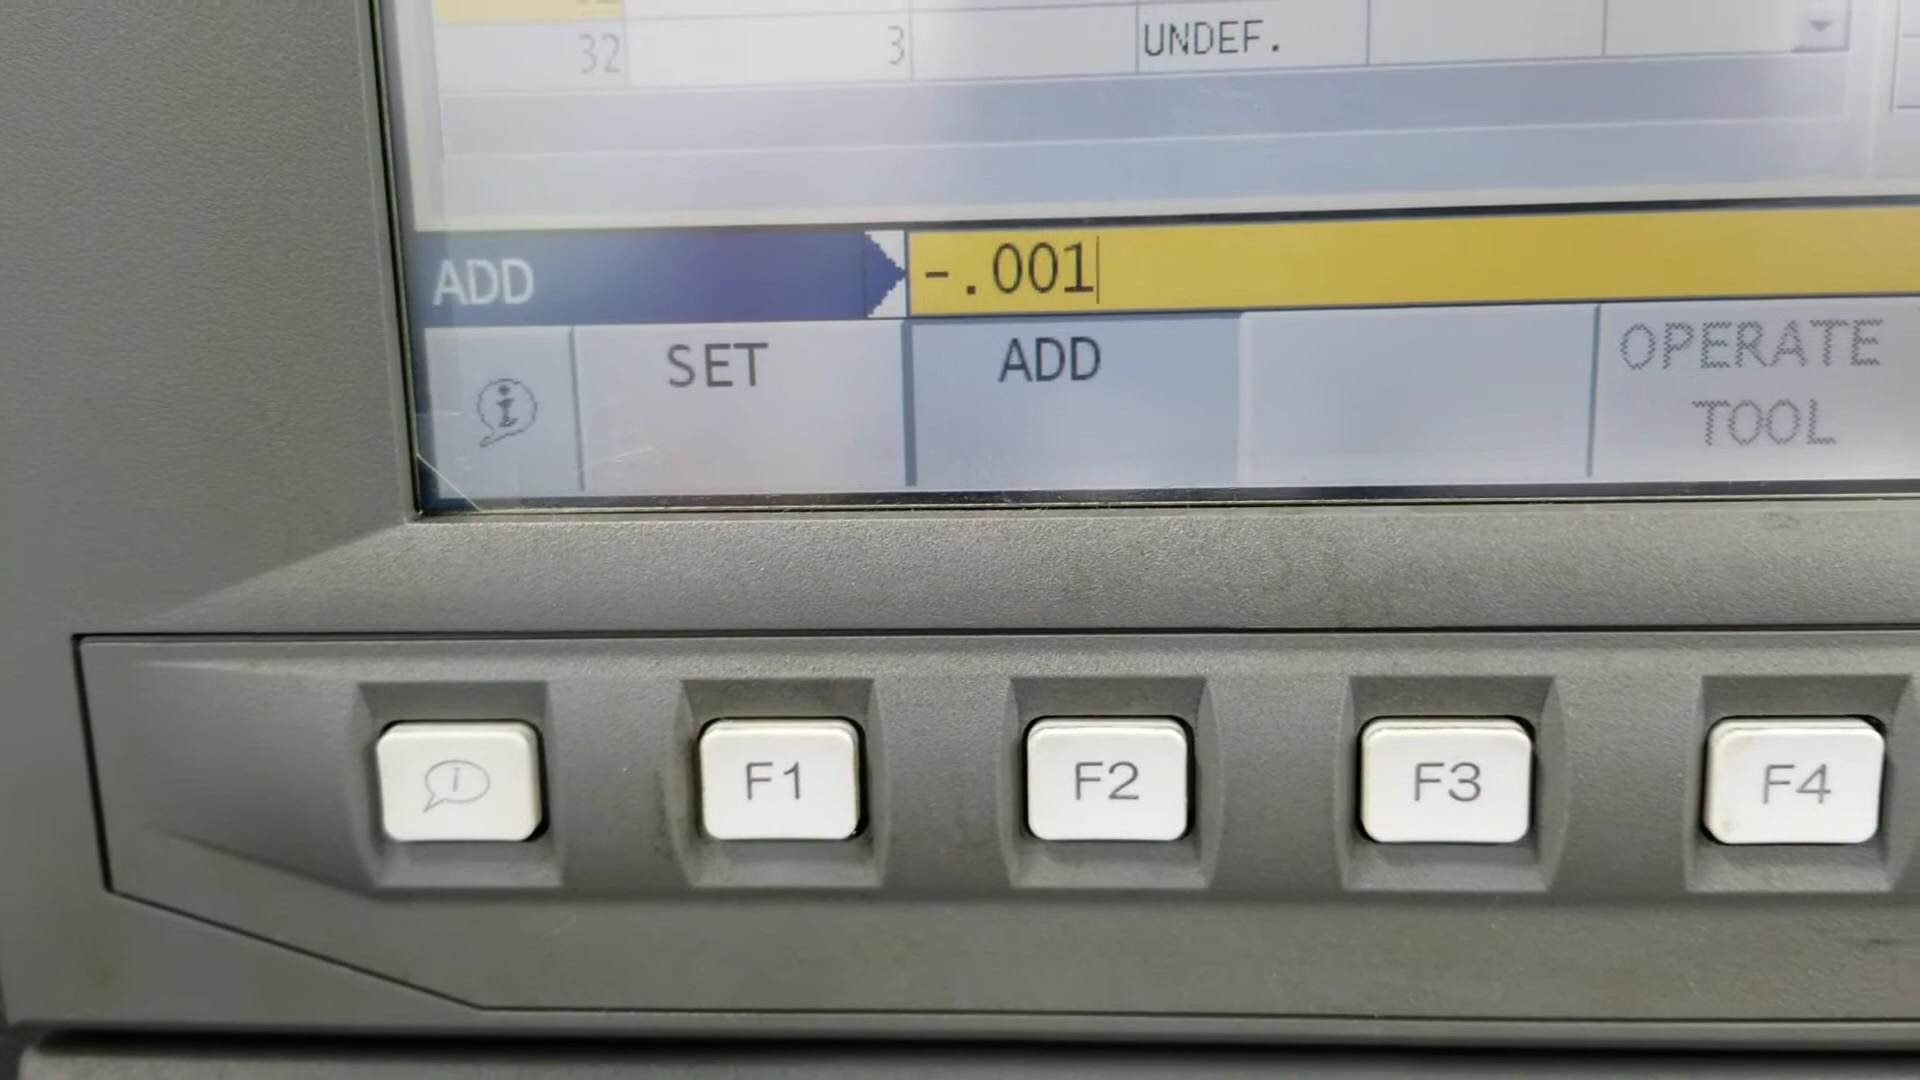 32 3 UNDEF.
ADD -.001
SET ADD OPERATE
TOOL
i F1 F2 F3 F4